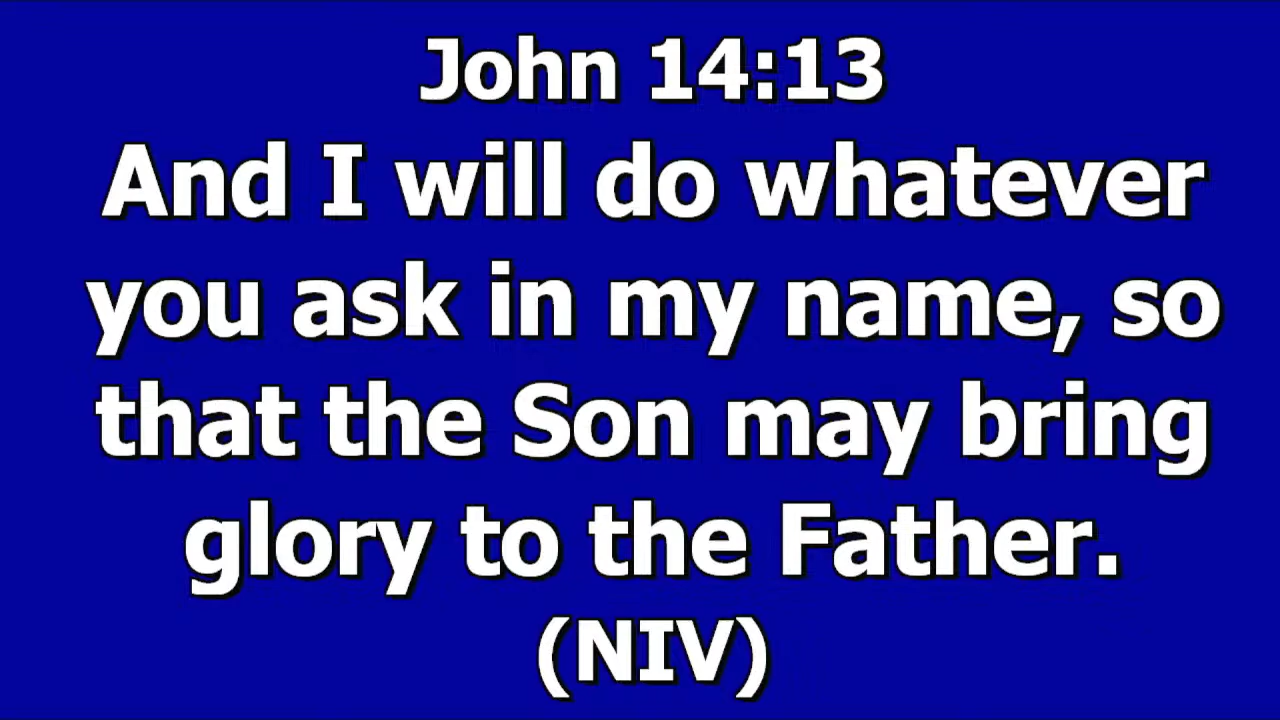 John 14:13
And I will do whatever
you ask in my name, so
that the Son may bring
glory to the Father.
(NIV)